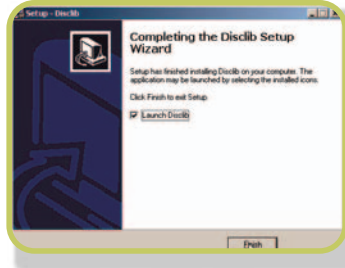 Setup - Disclib
Completing the Disclib Setup
Wizard
Setup has finished installing Disclib on your computer. The
application may be launched by selecting the installed icons.
Click Finish to exit Setup.
Launch Disclib
Finish